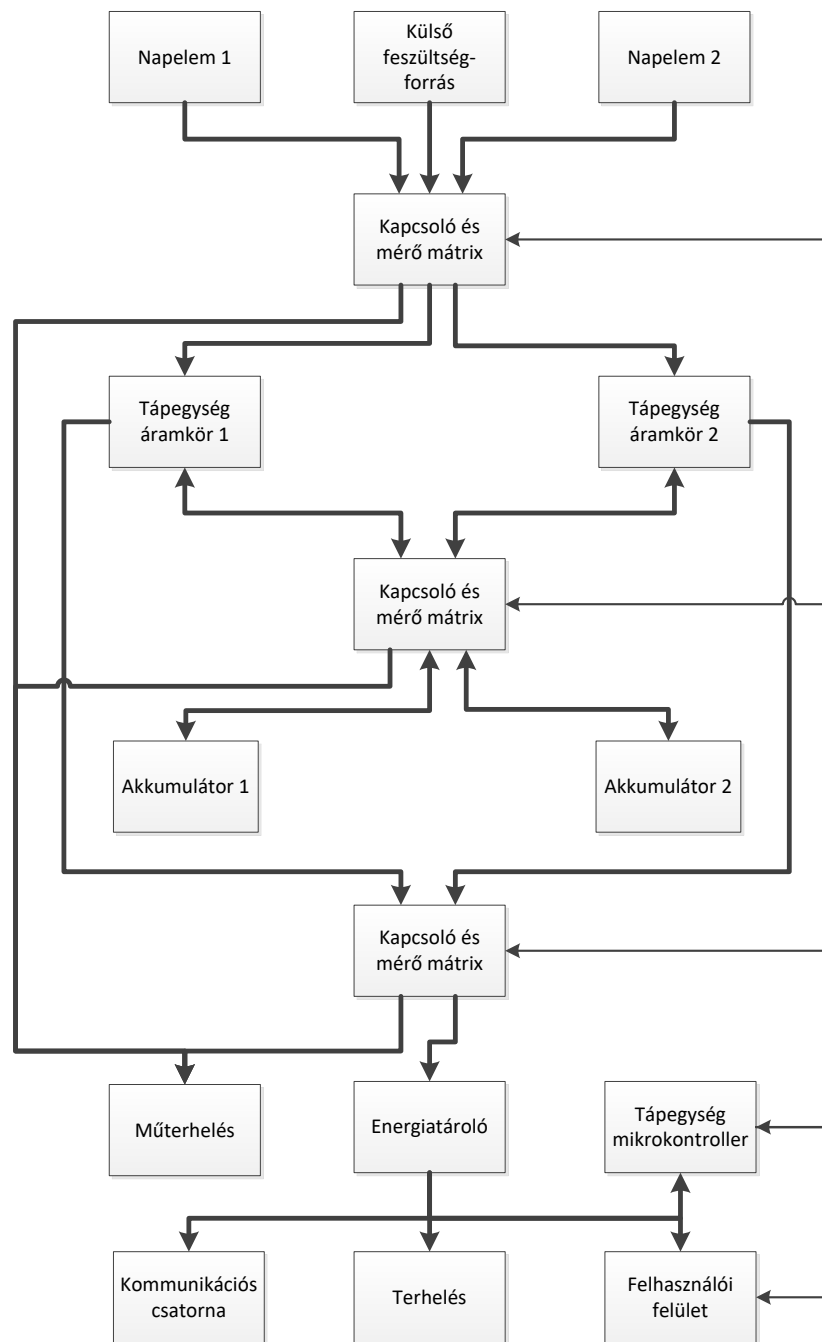 Napelem 1
Külső
feszültség-
forrás
Napelem 2
Kapcsoló és
mérő mátrix
Tápegység
áramkör 1
Tápegység
áramkör 2
Kapcsoló és
mérő mátrix
Akkumulátor 1
Akkumulátor 2
Kapcsoló és
mérő mátrix
Műterhelés
Energiatároló
Tápegység
mikrokontroller
Kommunikációs
csatorna
Terhelés
Felhasználói
felület